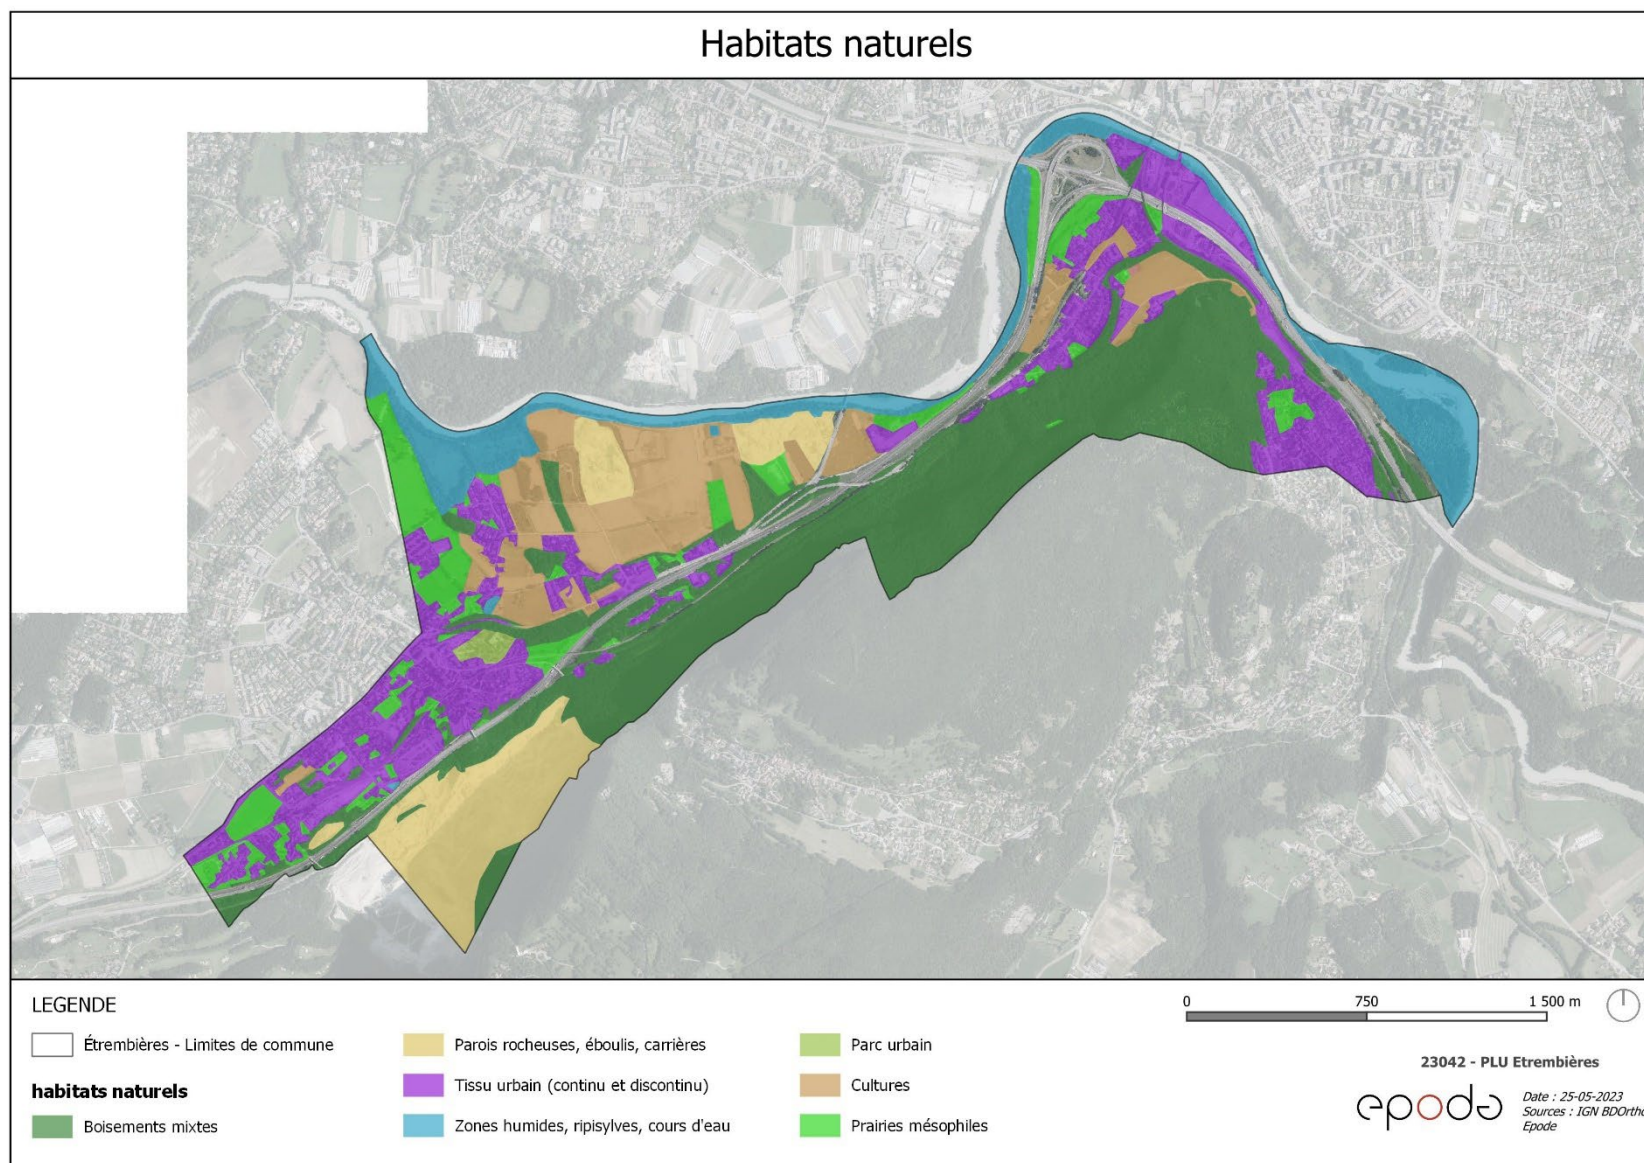 Habitats naturels
LEGENDE
Étrembières - Limites de commune
habitats naturels
Boisements mixtes
Parois rocheuses, éboulis, carrières
Tissu urbain (continu et discontinu)
Zones humides, ripisylves, cours d'eau
Parc urbain
Cultures
Prairies mésophiles
0 750 1 500 m
23042 - PLU Etrembières
epode
Date : 25-05-2023
Sources : IGN BDOrtho
Epode